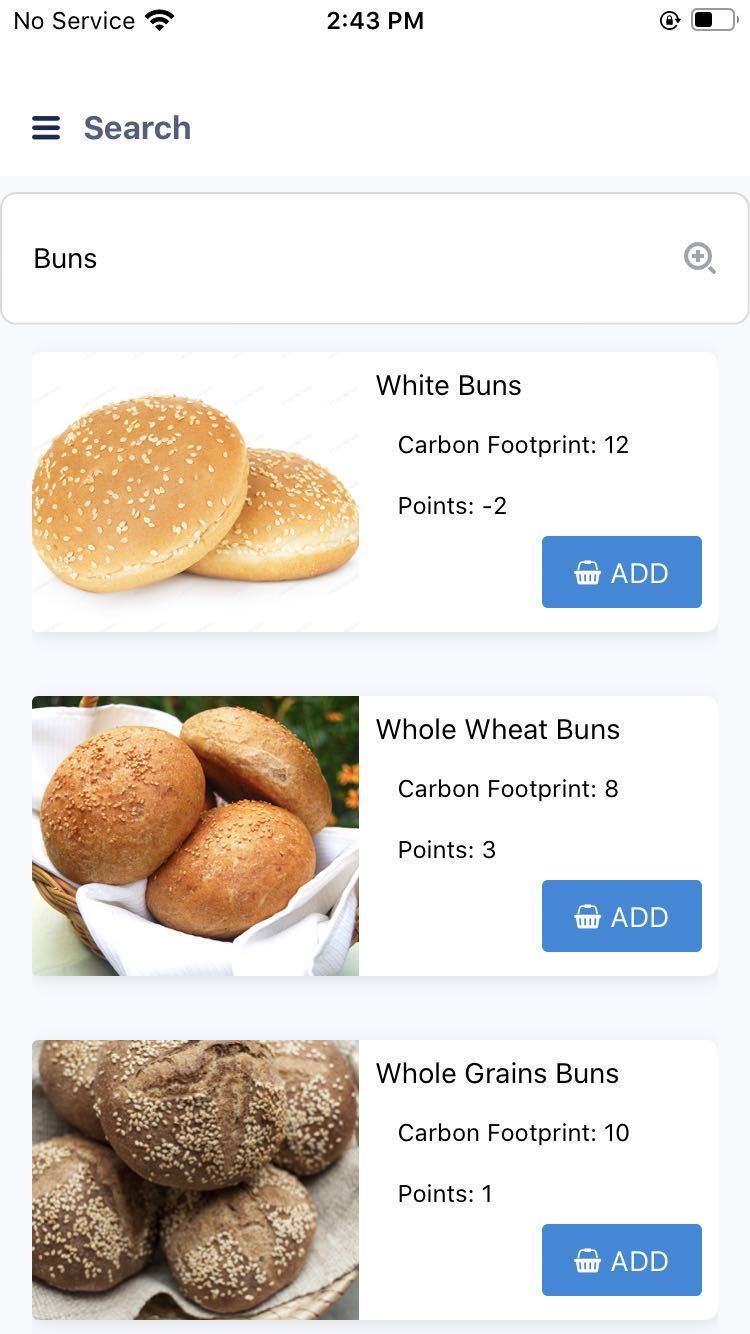 No Service 2:43 PM
Search
Buns
White Buns
Carbon Footprint: 12
Points: -2
ADD
Whole Wheat Buns
Carbon Footprint: 8
Points: 3
ADD
Whole Grains Buns
Carbon Footprint: 10
Points: 1
ADD